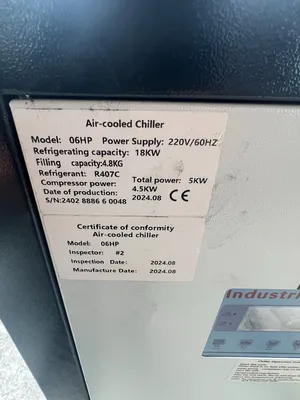 Air-cooled Chiller
Model: 06HP Power Supply: 220V/60HZ
Refrigerating capacity: 18KW
Filling capacity:4.8KG
Refrigerant: R407C
Total power: 5KW
Compressor power: 4.5KW
Date of production: 2024.08
S/N:2402 8886 6 0048 CE
Certificate of conformity
Air-cooled chiller
Model: 06HP
Inspector: #2
Inspection Date: 2024.08
Manufacture Date: 2024.08
Industri